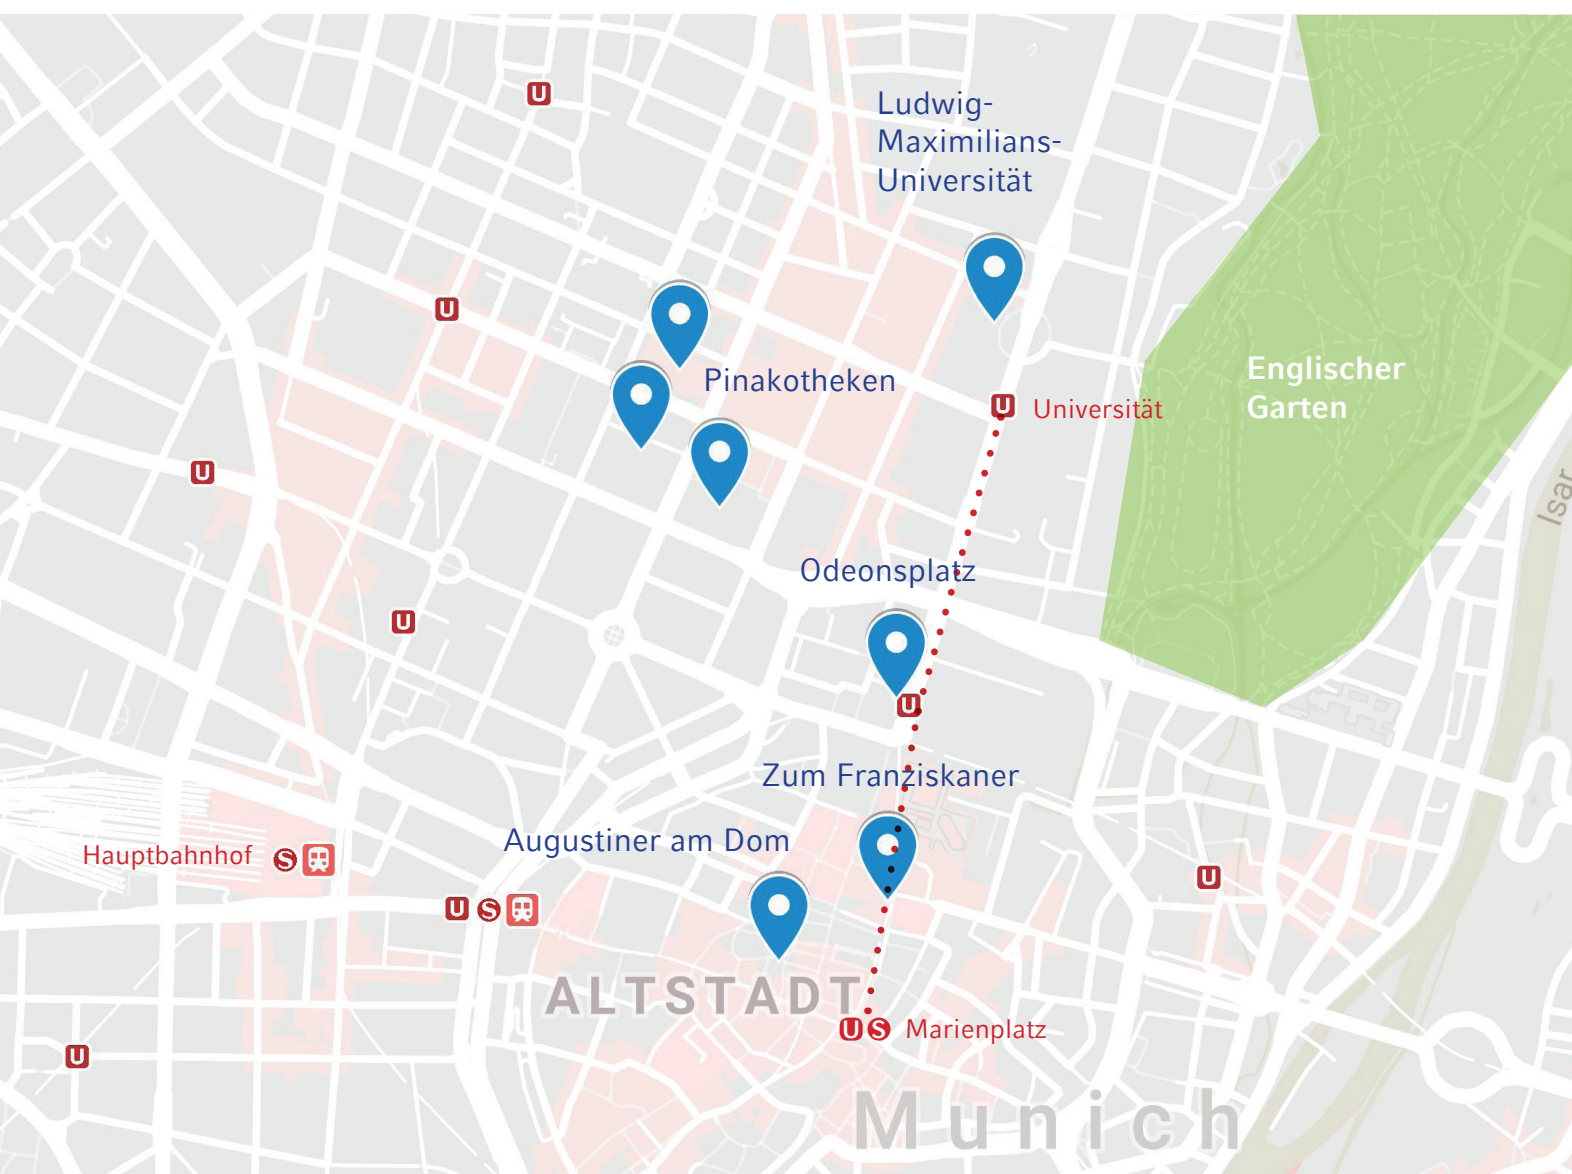 U
Ludwig-
Maximilians-
Universität
U
Pinakotheken
Englischer
Garten
U Universität
U
Isar
Odeonsplatz
U
U
Zum Franziskaner
Augustiner am Dom
Hauptbahnhof S
U
U S
ALTSTADT
U S Marienplatz
U
Munich